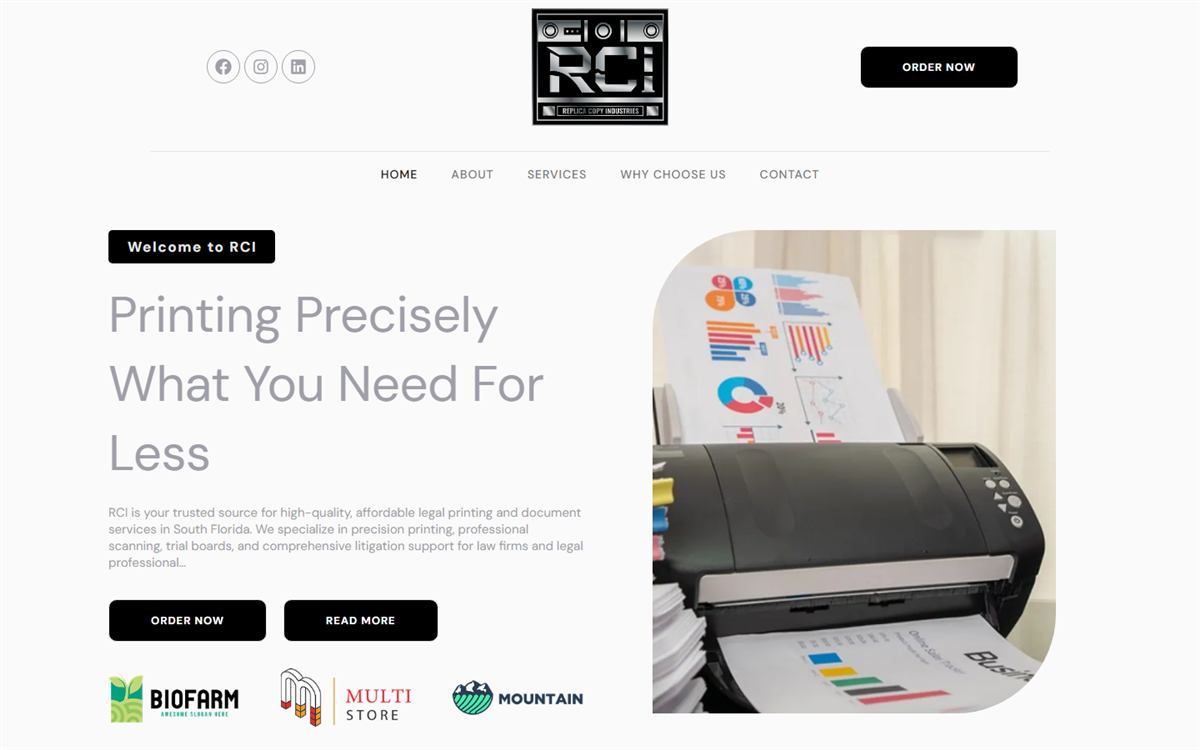 RCI
REPLICA COPY INDUSTRIES
ORDER NOW
HOME
ABOUT
SERVICES
WHY CHOOSE US
CONTACT
Welcome to RCI
Printing Precisely
What You Need For
Less
RCI is your trusted source for high-quality, affordable legal printing and document
services in South Florida. We specialize in precision printing, professional
scanning, trial boards, and comprehensive litigation support for law firms and legal
professional...
ORDER NOW
READ MORE
BIOFARM
AWESOME SLOGAN HERE
MULTI
STORE
MOUNTAIN
Online Sales Tracker